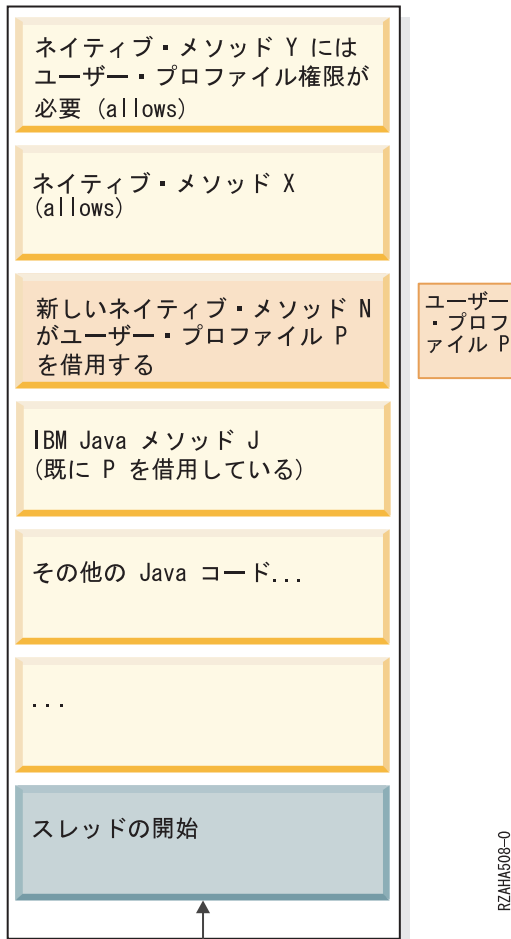 ネイティブ・メソッド Y には
ユーザー・プロファイル権限が
必要 (allows)
ネイティブ・メソッド X
(allows)
新しいネイティブ・メソッド N
がユーザー・プロファイル P
を借用する
ユーザー
・プロフ
ァイル P
IBM Java メソッド J
(既に P を借用している)
その他の Java コード...
...
スレッドの開始
RZAHA508-0